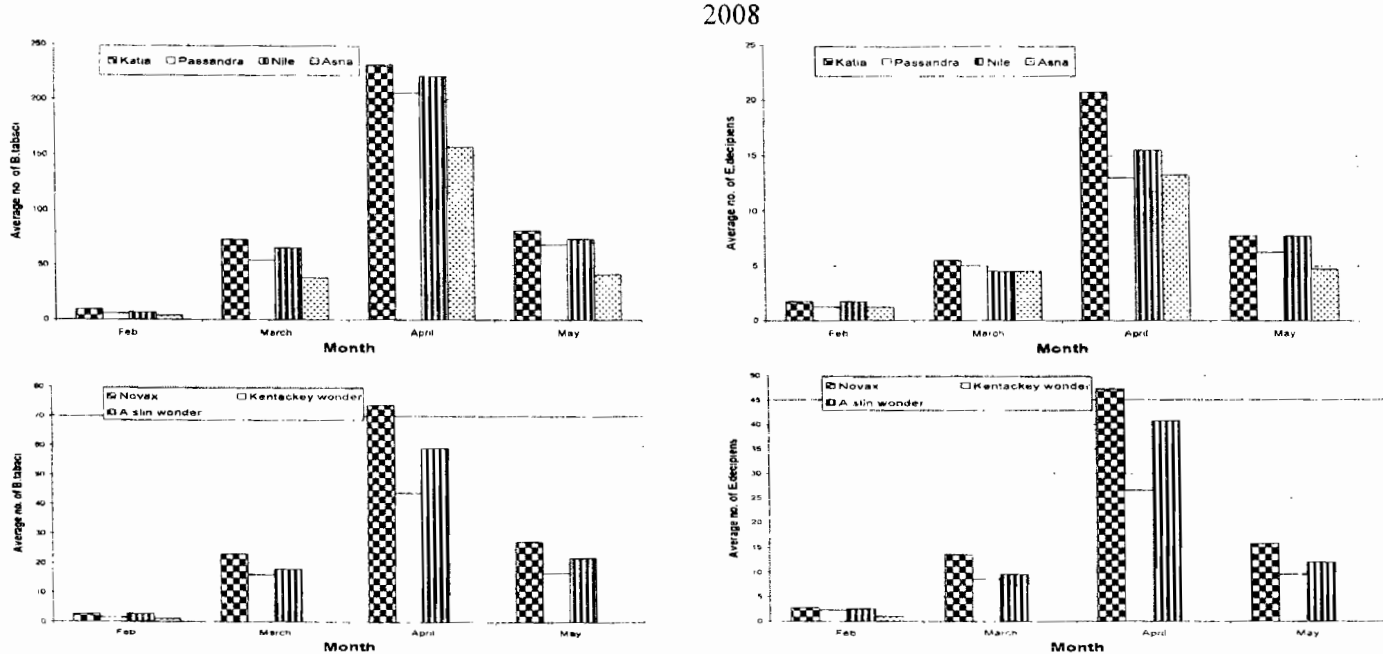 2008
250
200
150
100
50
0
Average no. of B.tabaci
Katia Passandra Nile Asna
Feb March April May
Month
25
20
15
10
5
0
Average no. of E.decipiens
Katia Passandra Nile Asna
Feb March April May
Month
80
70
60
50
40
30
20
10
0
Average no. of B.tabaci
Novax Kentackey wonder
A slin wonder
Feb March April May
Month
50
45
40
35
30
25
20
15
10
5
0
Average no. of E.decipiens
Novax Kentackey wonder
A slin wonder
Feb March April May
Month